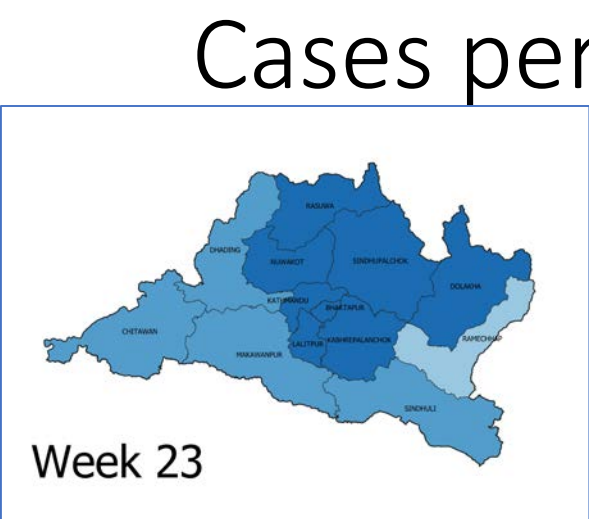 Cases per
RASUWA
DHADING
NUWAKOT
SINDHUPALCHOK
DOLAKHA
KATHMANDU
BHAKTAPUR
CHITAWAN
LALITPUR
KABHREPALANCHOK
RAMECHHAP
MAKAWANPUR
SINDHULI
Week 23